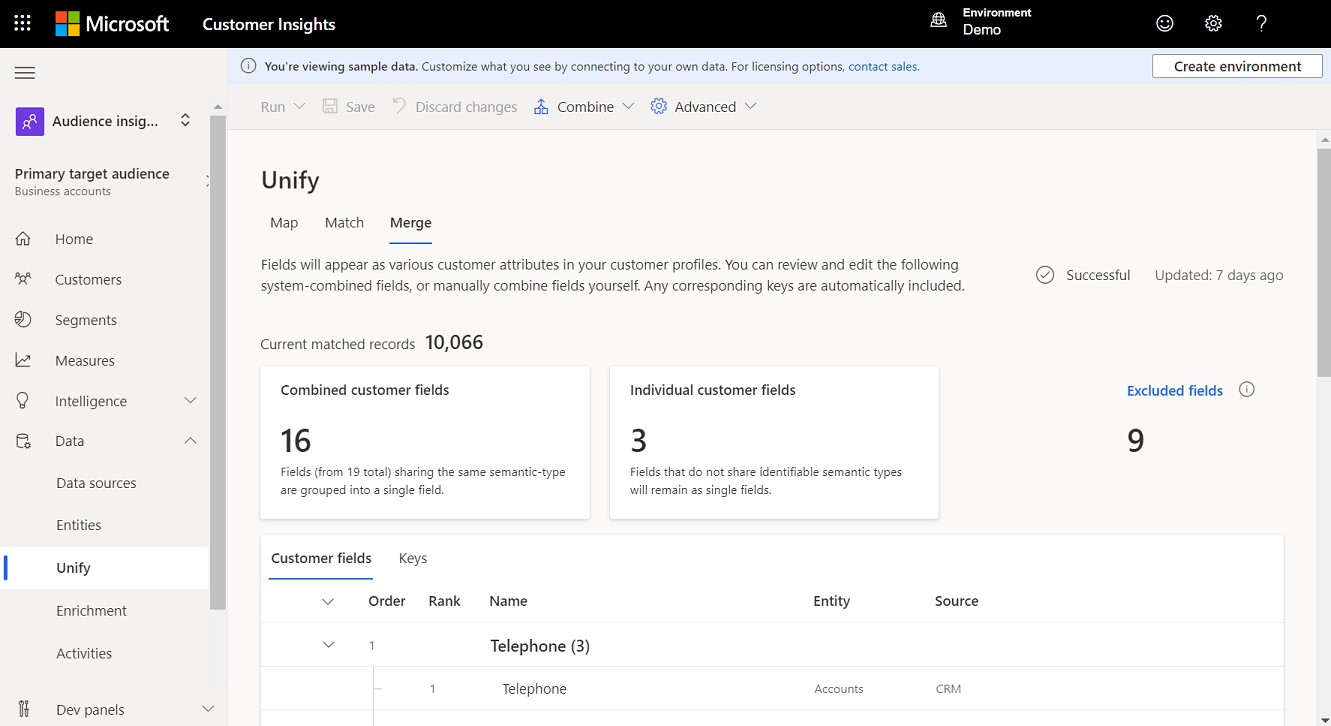 Microsoft
Customer Insights
Environment
Demo
?
You're viewing sample data. Customize what you see by connecting to your own data. For licensing options, contact sales.
Create environment
Run
Save
Discard changes
Combine
Advanced
Audience insig...
Primary target audience
Business accounts
Home
Customers
Segments
Measures
Intelligence
Data
Data sources
Entities
Unify
Enrichment
Activities
Dev panels
Unify
Map
Match
Merge
Fields will appear as various customer attributes in your customer profiles. You can review and edit the following
system-combined fields, or manually combine fields yourself. Any corresponding keys are automatically included.
Successful
Updated: 7 days ago
Current matched records 10,066
Combined customer fields
16
Fields (from 19 total) sharing the same semantic-type
are grouped into a single field.
Individual customer fields
3
Fields that do not share identifiable semantic types
will remain as single fields.
Excluded fields
9
Customer fields
Keys
Order Rank Name Entity Source
1 Telephone (3)
1 Telephone Accounts CRM